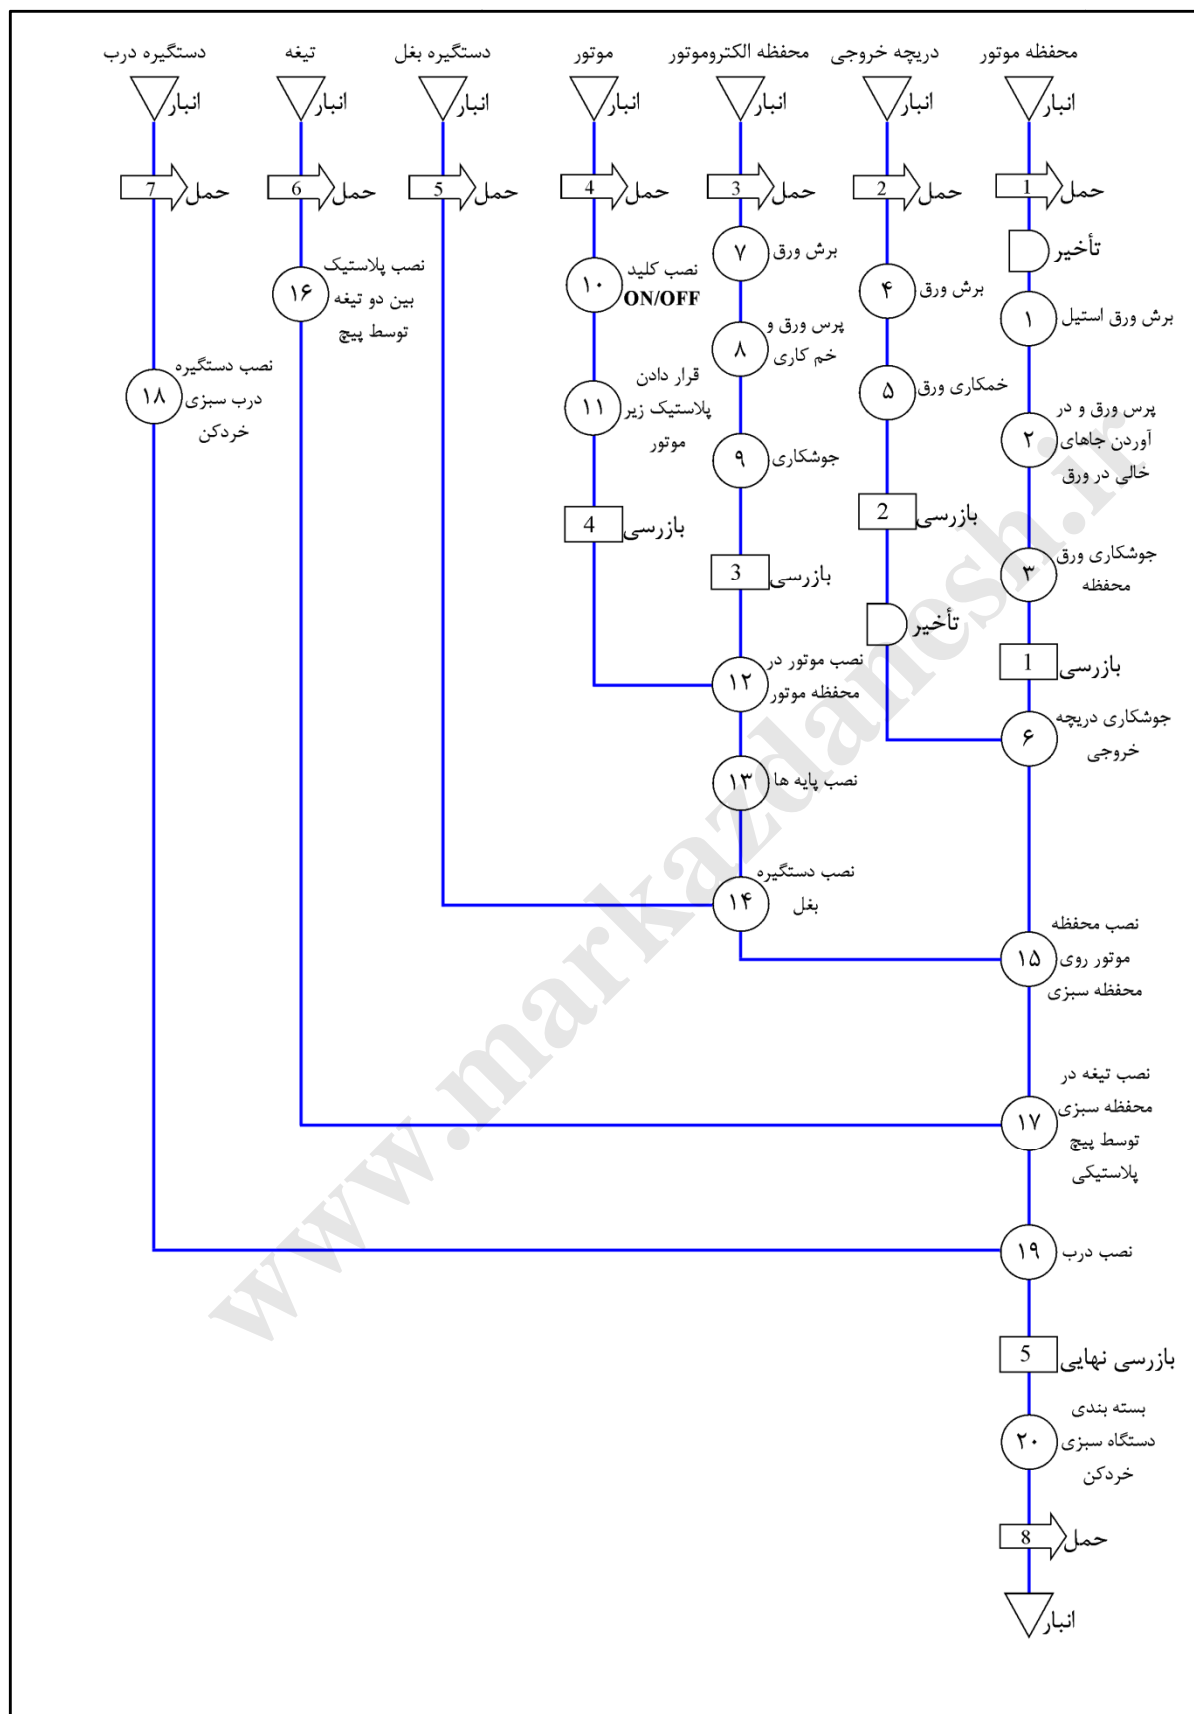 محفظه موتور
انبار
1
حمل
تأخیر
۱
برش ورق استیل
۲
پرس ورق و در
آوردن جاهای
خالی در ورق
۳
جوشکاری ورق
محفظه
1
بازرسی
۶
جوشکاری دریچه
خروجی
۱۵
نصب محفظه
موتور روی
محفظه سبزی
۱۷
نصب تیغه در
محفظه سبزی
توسط پیچ
پلاستیکی
۱۹
نصب درب
5
بازرسی نهایی
۲۰
بسته بندی
دستگاه سبزی
خردکن
8
حمل
انبار
دریچه خروجی
انبار
2
حمل
۴
برش ورق
۵
خمکاری ورق
2
بازرسی
تأخیر
محفظه الکتروموتور
انبار
3
حمل
۷
برش ورق
۸
پرس ورق و
خم کاری
۹
جوشکاری
3
بازرسی
۱۲
نصب موتور در
محفظه موتور
۱۳
نصب پایه ها
۱۴
نصب دستگیره
بغل
موتور
انبار
4
حمل
۱۰
نصب کلید
ON/OFF
۱۱
قرار دادن
پلاستیک زیر
موتور
4
بازرسی
دستگیره بغل
انبار
5
حمل
تیغه
انبار
6
حمل
۱۶
نصب پلاستیک
بین دو تیغه
توسط پیچ
دستگیره درب
انبار
7
حمل
۱۸
نصب دستگیره
درب سبزی
خردکن
www.markazdanesh.ir